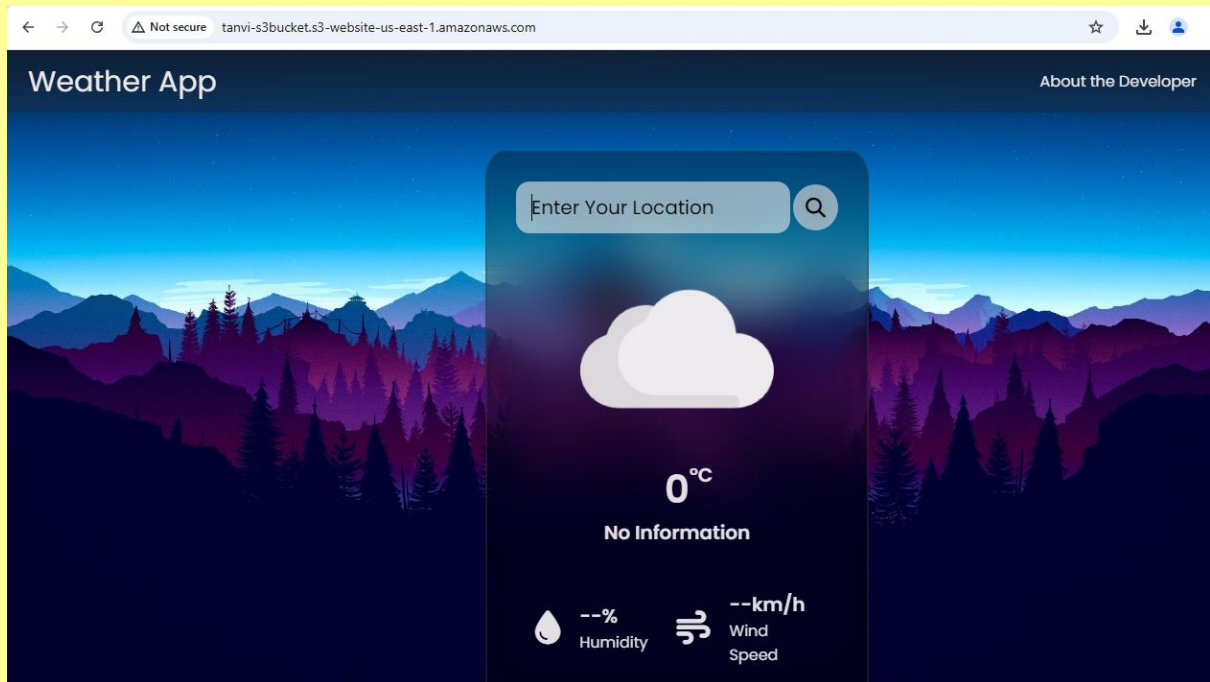 Not secure tanvi-s3bucket.s3-website-us-east-1.amazonaws.com
Weather App
About the Developer
Enter Your Location
0°C
No Information
--%
Humidity
--km/h
Wind
Speed